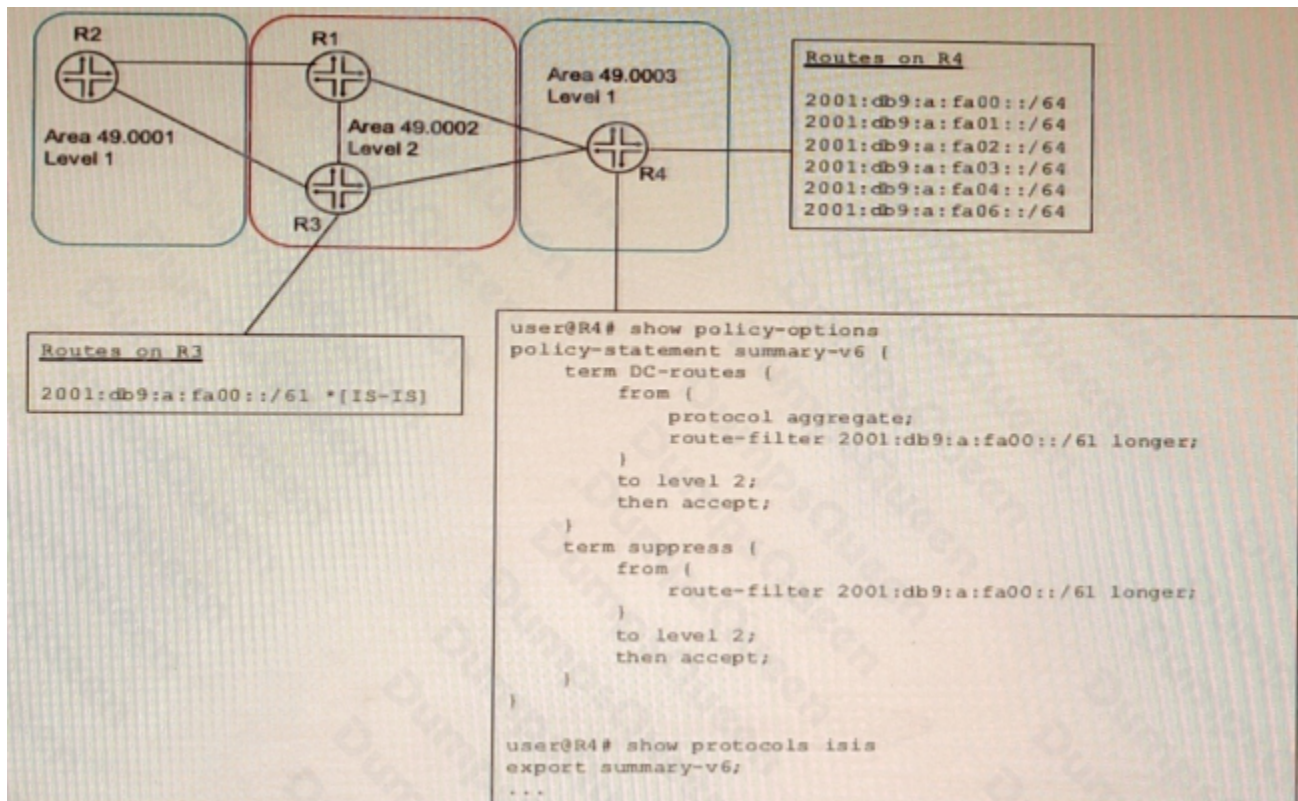 R2
R1
Area 49.0003
Level 1
Area 49.0001
Level 1
Area 49.0002
Level 2
R4
R3
Routes on R4
2001:db9:a:fa00::/64
2001:db9:a:fa01::/64
2001:db9:a:fa02::/64
2001:db9:a:fa03::/64
2001:db9:a:fa04::/64
2001:db9:a:fa06::/64
Routes on R3
2001:db9:a:fa00::/61 *[IS-IS]
user@R4# show policy-options
policy-statement summary-v6 {
term DC-routes {
from {
protocol aggregate;
route-filter 2001:db9:a:fa00::/61 longer;
}
to level 2;
then accept;
}
term suppress {
from {
route-filter 2001:db9:a:fa00::/61 longer;
}
to level 2;
then accept;
}
}
user@R4# show protocols isis
export summary-v6;
...
DumpsQueen